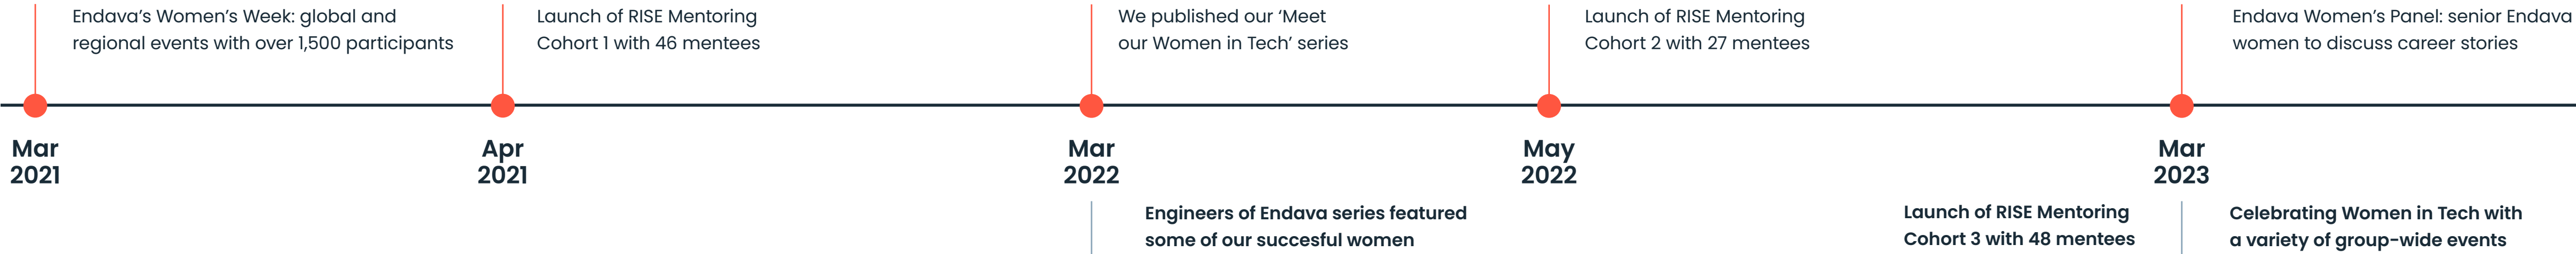 Endava's Women's Week: global and
regional events with over 1,500 participants
Launch of RISE Mentoring
Cohort 1 with 46 mentees
We published our ‘Meet
our Women in Tech’ series
Launch of RISE Mentoring
Cohort 2 with 27 mentees
Endava Women's Panel: senior Endava
women to discuss career stories
Mar
2021
Apr
2021
Mar
2022
May
2022
Mar
2023
Engineers of Endava series featured
some of our succesful women
Launch of RISE Mentoring
Cohort 3 with 48 mentees
Celebrating Women in Tech with
a variety of group-wide events